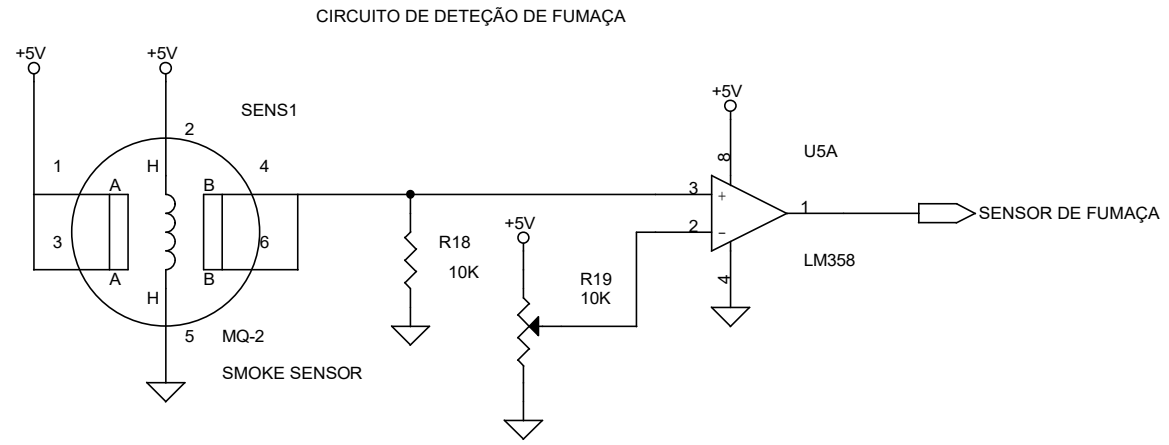 CIRCUITO DE DETEÇÃO DE FUMAÇA
+5V
+5V
SENS1
+5V
2
8
U5A
1
H
4
A
B
3
+
1
SENSOR DE FUMAÇA
+5V
2
−
3
6
R18
10K
R19
10K
4
LM358
A
B
H
5
MQ-2
SMOKE SENSOR